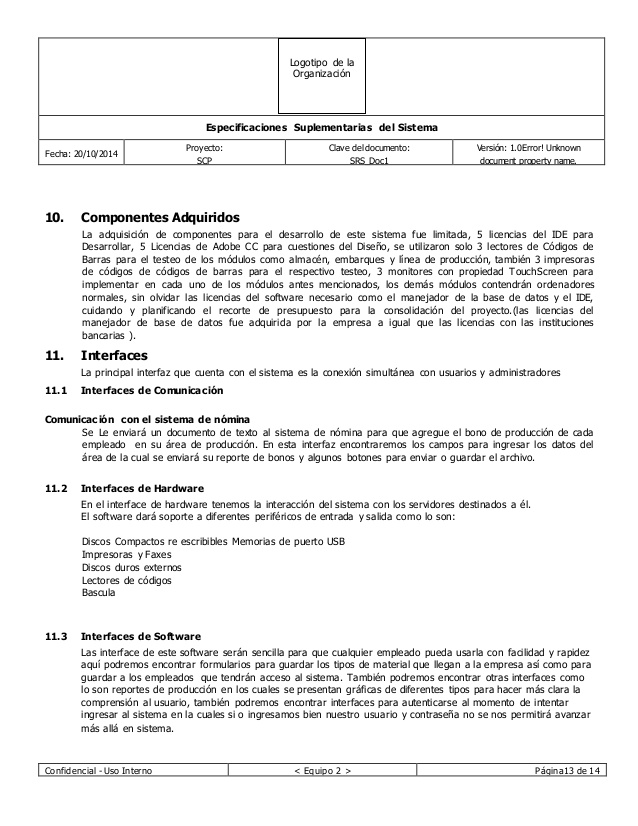 Logotipo de la
Organización
Especificaciones Suplementarias del Sistema
Fecha: 20/10/2014
Proyecto:
SCP
Clave del documento:
SRS_Doc1
Versión: 1.0Error! Unknown
document property name.
10. Componentes Adquiridos
La adquisición de componentes para el desarrollo de este sistema fue limitada, 5 licencias del IDE para
Desarrollar, 5 Licencias de Adobe CC para cuestiones del Diseño, se utilizaron solo 3 lectores de Códigos de
Barras para el testeo de los módulos como almacén, embarques y línea de producción, también 3 impresoras
de códigos de códigos de barras para el respectivo testeo, 3 monitores con propiedad TouchScreen para
implementar en cada uno de los módulos antes mencionados, los demás módulos contendrán ordenadores
normales, sin olvidar las licencias del software necesario como el manejador de la base de datos y el IDE,
cuidando y planificando el recorte de presupuesto para la consolidación del proyecto.(las licencias del
manejador de base de datos fue adquirida por la empresa a igual que las licencias con las instituciones
bancarias ).
11. Interfaces
La principal interfaz que cuenta con el sistema es la conexión simultánea con usuarios y administradores
11.1 Interfaces de Comunicación
Comunicación con el sistema de nómina
Se Le enviará un documento de texto al sistema de nómina para que agregue el bono de producción de cada
empleado en su área de producción. En esta interfaz encontraremos los campos para ingresar los datos del
área de la cual se enviará su reporte de bonos y algunos botones para enviar o guardar el archivo.
11.2 Interfaces de Hardware
En el interface de hardware tenemos la interacción del sistema con los servidores destinados a él.
El software dará soporte a diferentes periféricos de entrada y salida como lo son:
Discos Compactos re escribibles Memorias de puerto USB
Impresoras y Faxes
Discos duros externos
Lectores de códigos
Bascula
11.3 Interfaces de Software
Las interface de este software serán sencilla para que cualquier empleado pueda usarla con facilidad y rapidez
aquí podremos encontrar formularios para guardar los tipos de material que llegan a la empresa así como para
guardar a los empleados que tendrán acceso al sistema. También podremos encontrar otras interfaces como
lo son reportes de producción en los cuales se presentan gráficas de diferentes tipos para hacer más clara la
comprensión al usuario, también podremos encontrar interfaces para autenticarse al momento de intentar
ingresar al sistema en la cuales si o ingresamos bien nuestro usuario y contraseña no se nos permitirá avanzar
más allá en sistema.
Confidencial - Uso Interno
< Equipo 2 >
Página13 de 14